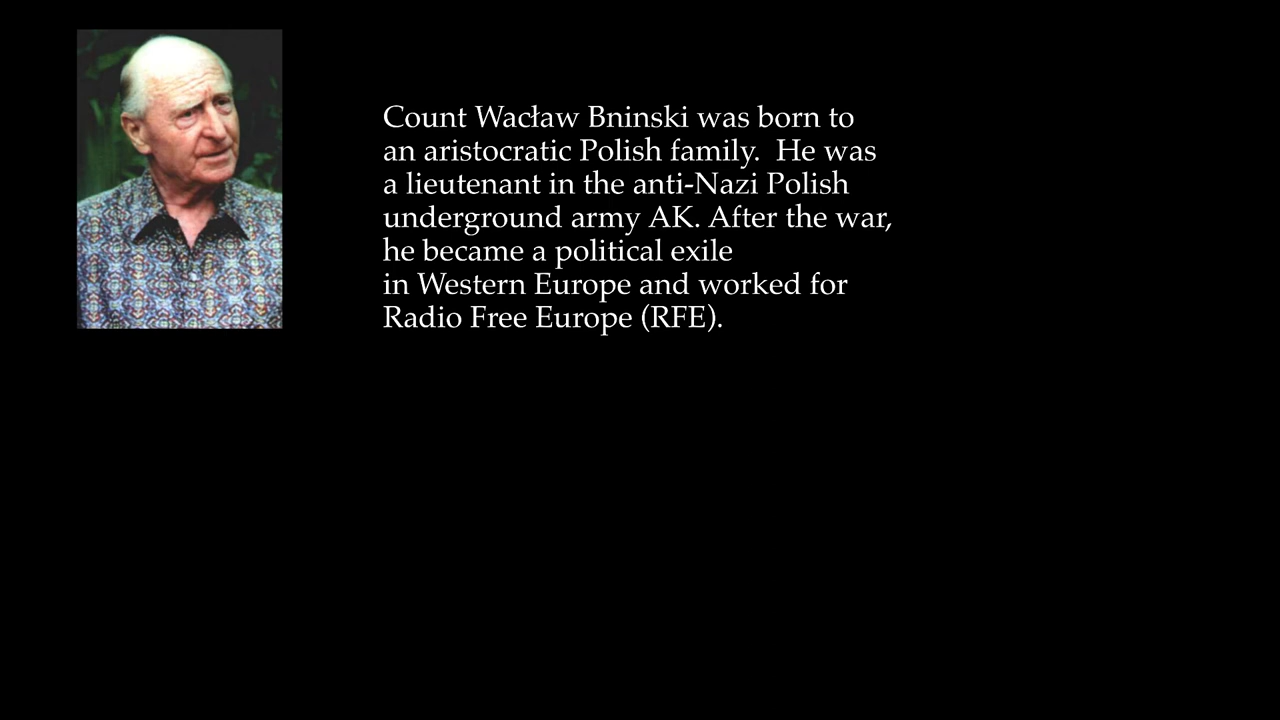 Count Wacław Bninski was born to
an aristocratic Polish family.  He was
a lieutenant in the anti-Nazi Polish
underground army AK. After the war,
he became a political exile
in Western Europe and worked for
Radio Free Europe (RFE).